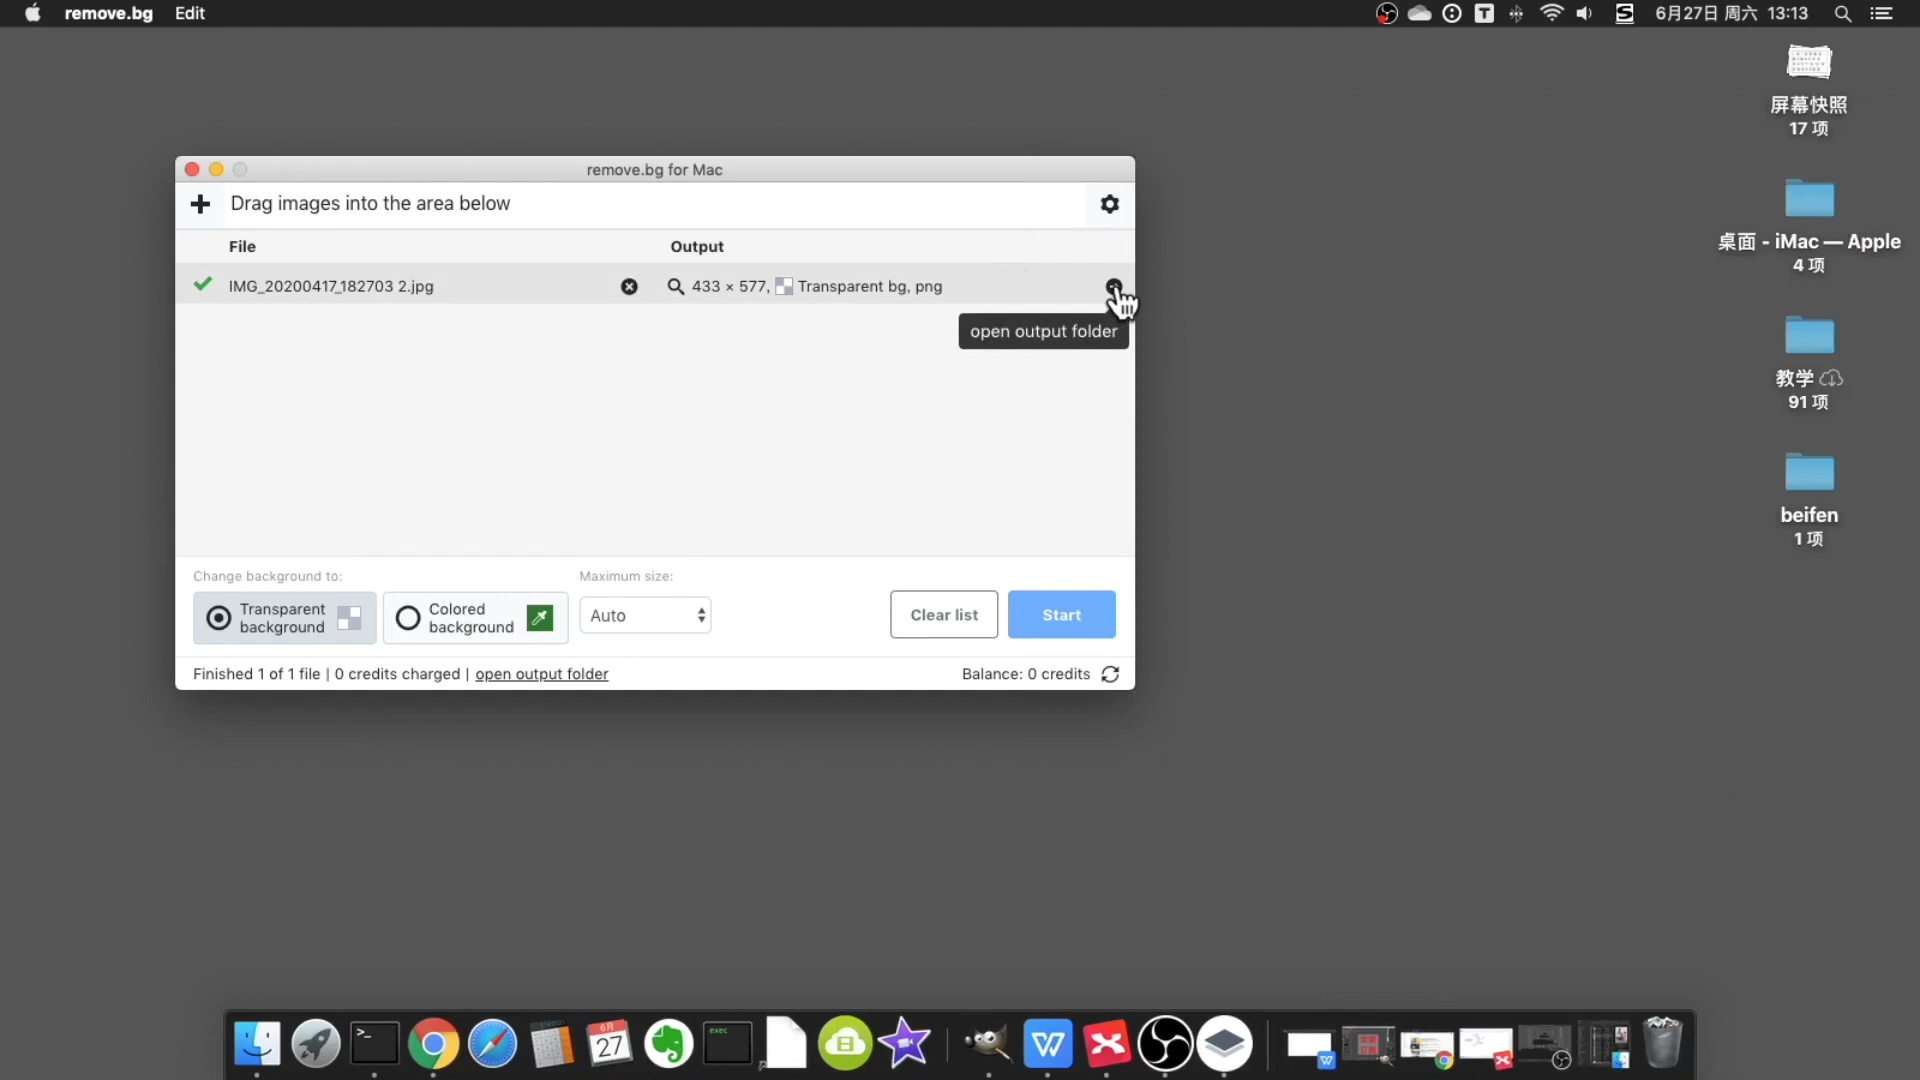 remove.bg Edit
6月27日 周六 13:13
屏幕快照
17 项
桌面 - iMac — Apple
4 项
教学
91 项
beifen
1 项
remove.bg for Mac
Drag images into the area below
File Output
IMG_20200417_182703 2.jpg 433 × 577, Transparent bg, png
open output folder
Change background to: Maximum size:
Transparent background
Colored background
Auto
Clear list
Start
Finished 1 of 1 file | 0 credits charged | open output folder
Balance: 0 credits
6月
27
exec